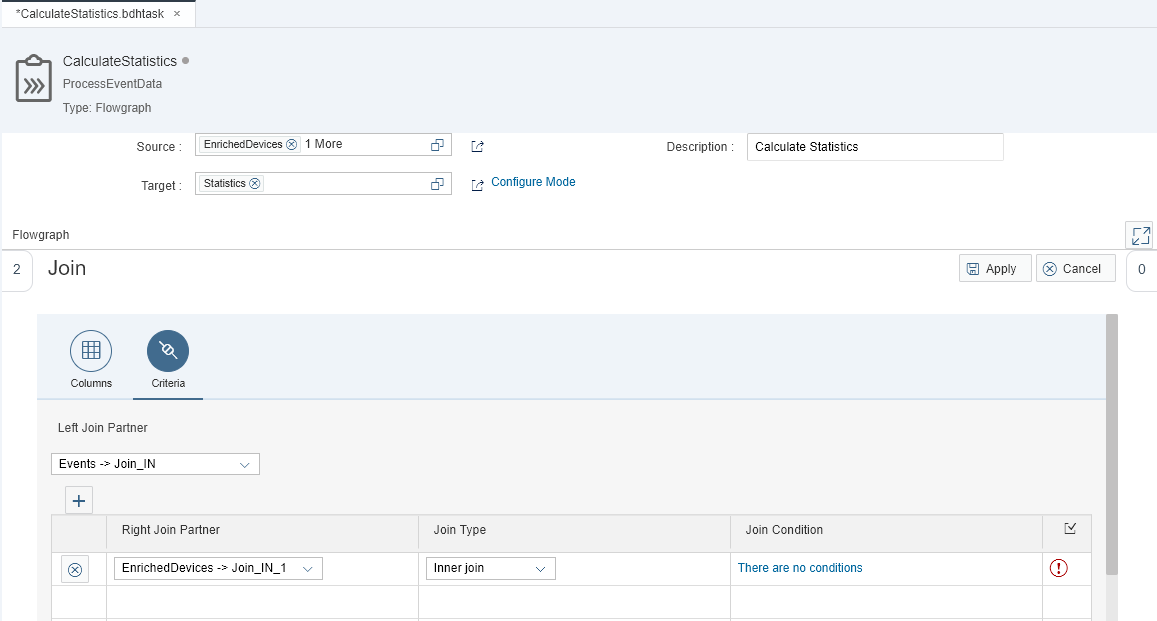 *CalculateStatistics.bdhtask ×
CalculateStatistics
ProcessEventData
Type: Flowgraph
Source : EnrichedDevices 1 More Description : Calculate Statistics
Target : Statistics Configure Mode
Flowgraph
2 Join Apply Cancel 0
Columns Criteria
Left Join Partner
Events -> Join_IN
+
Right Join Partner Join Type Join Condition
EnrichedDevices -> Join_IN_1 Inner join There are no conditions